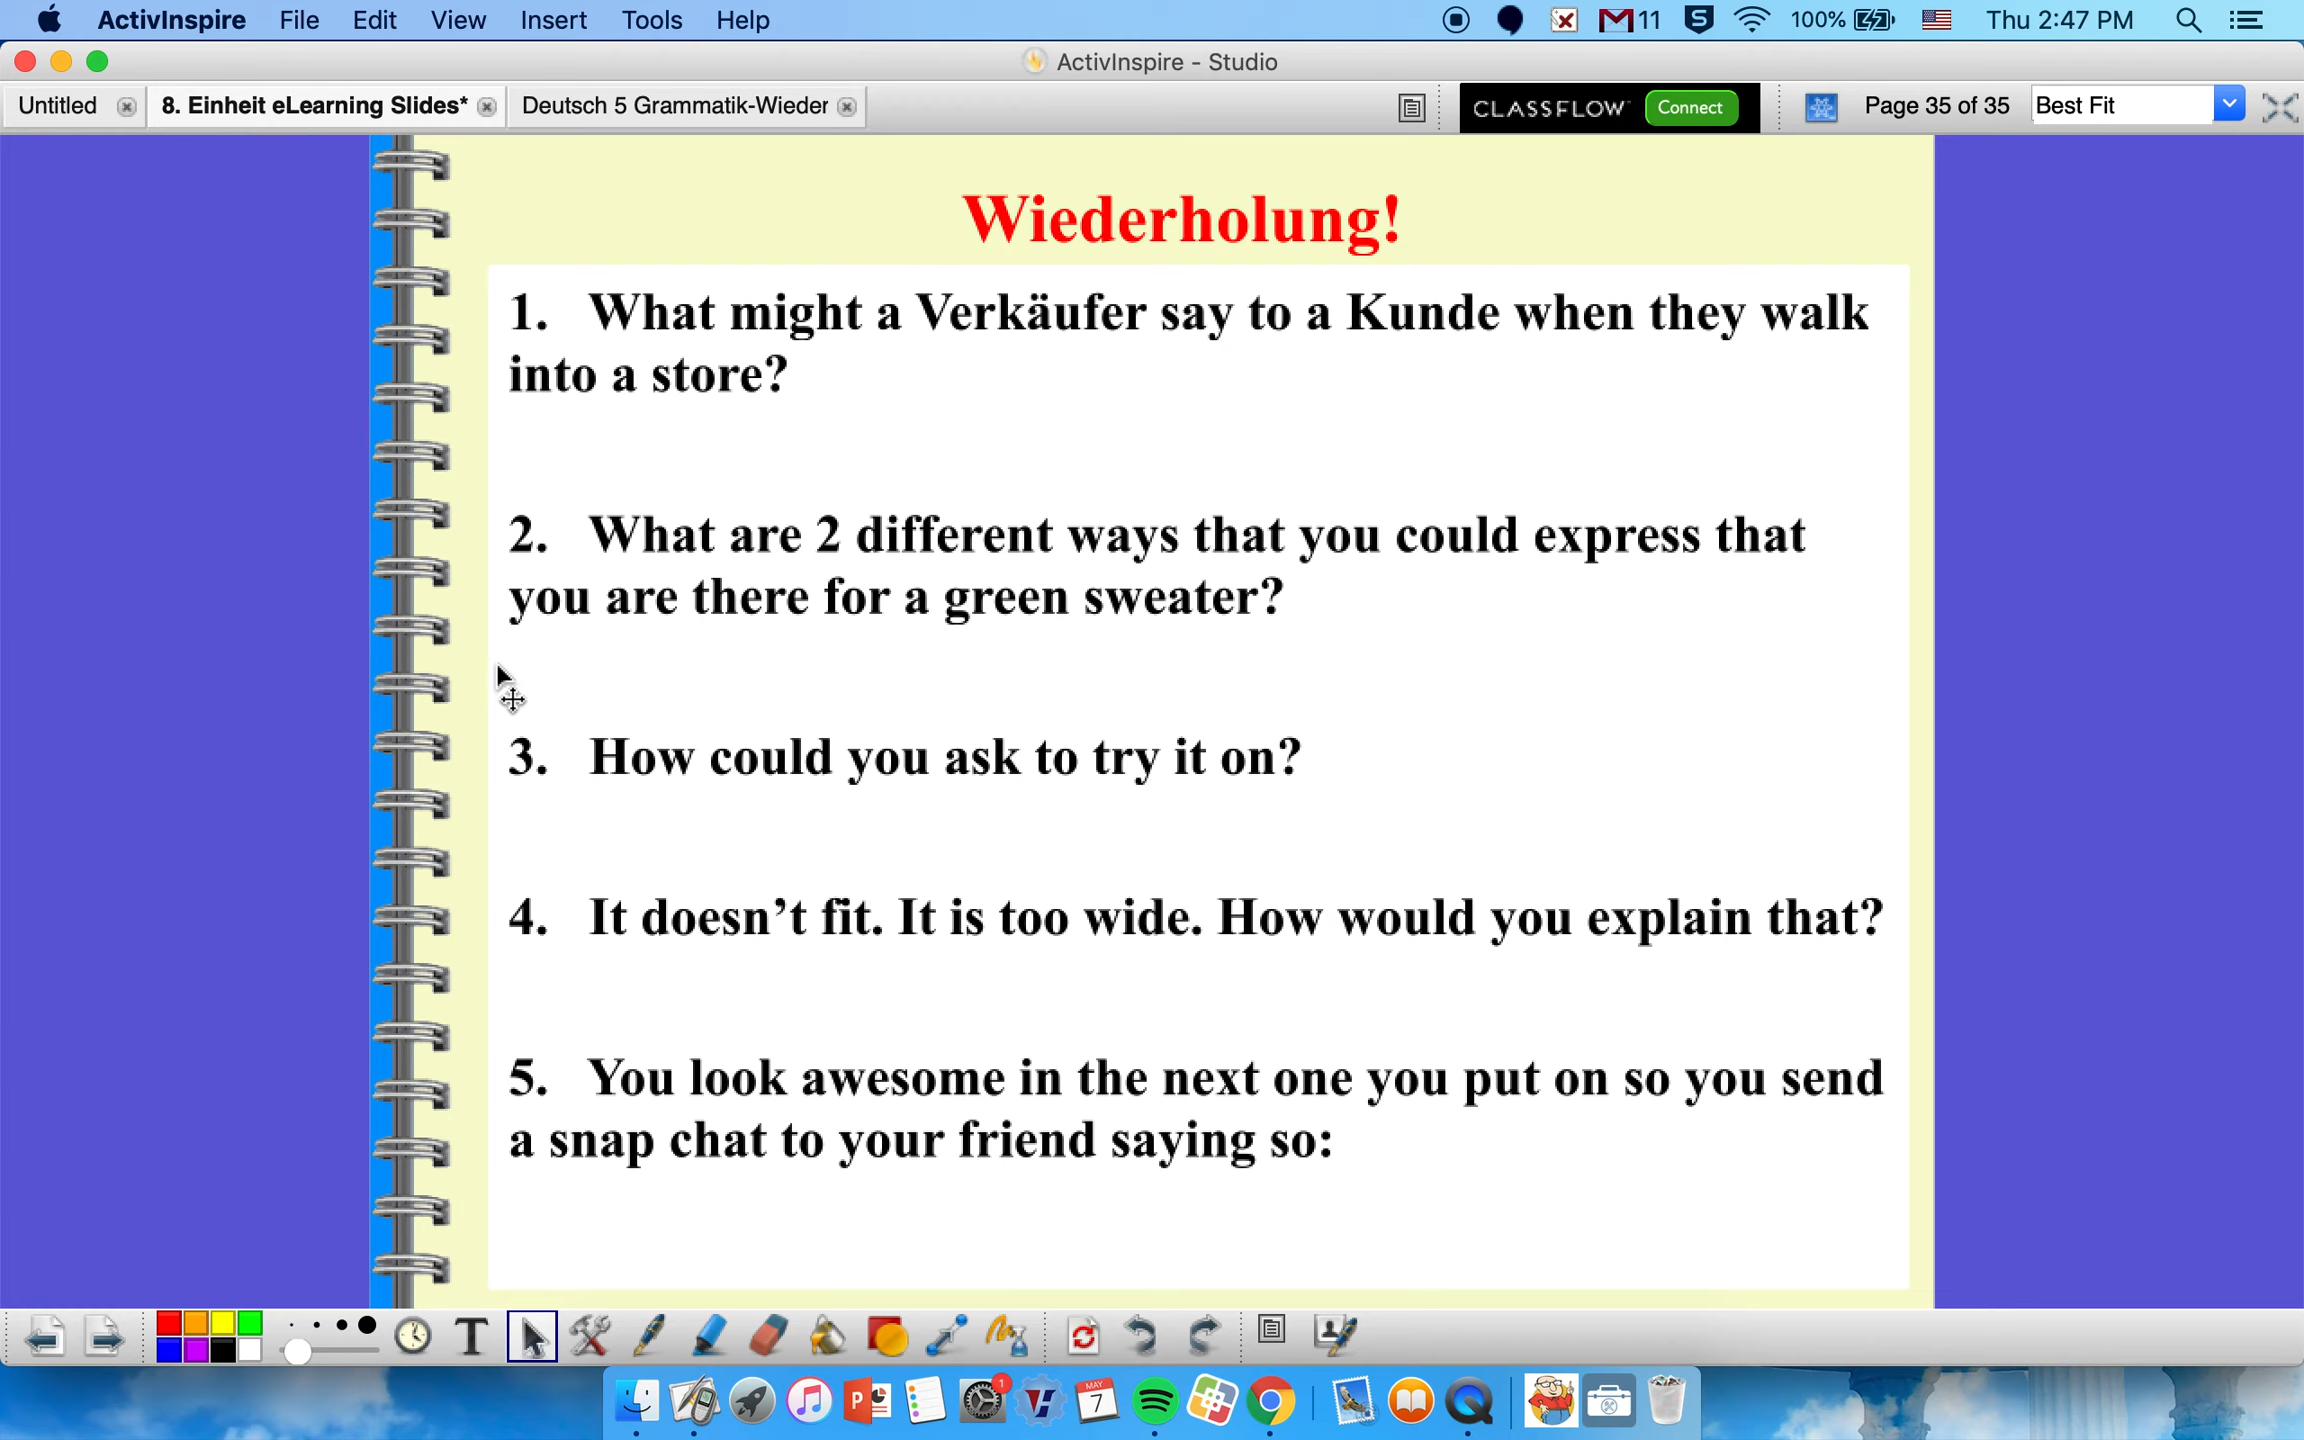 ActivInspire File Edit View Insert Tools Help 11 100% Thu 2:47 PM
ActivInspire - Studio
Untitled 8. Einheit eLearning Slides* Deutsch 5 Grammatik-Wieder CLASSFLOW Connect Page 35 of 35 Best Fit
Wiederholung!
1. What might a Verkäufer say to a Kunde when they walk
into a store?
2. What are 2 different ways that you could express that
you are there for a green sweater?
3. How could you ask to try it on?
4. It doesn’t fit. It is too wide. How would you explain that?
5. You look awesome in the next one you put on so you send
a snap chat to your friend saying so:
T
1
MAY
7